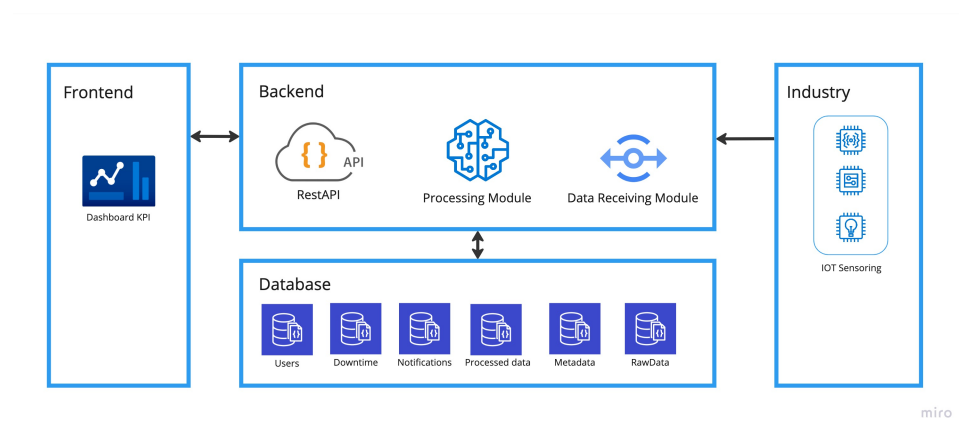 Frontend
Dashboard KPI
Backend
{ }
API
RestAPI
Processing Module
Data Receiving Module
Database
Users
Downtime
Notifications
Processed data
Metadata
RawData
Industry
IOT Sensoring
miro